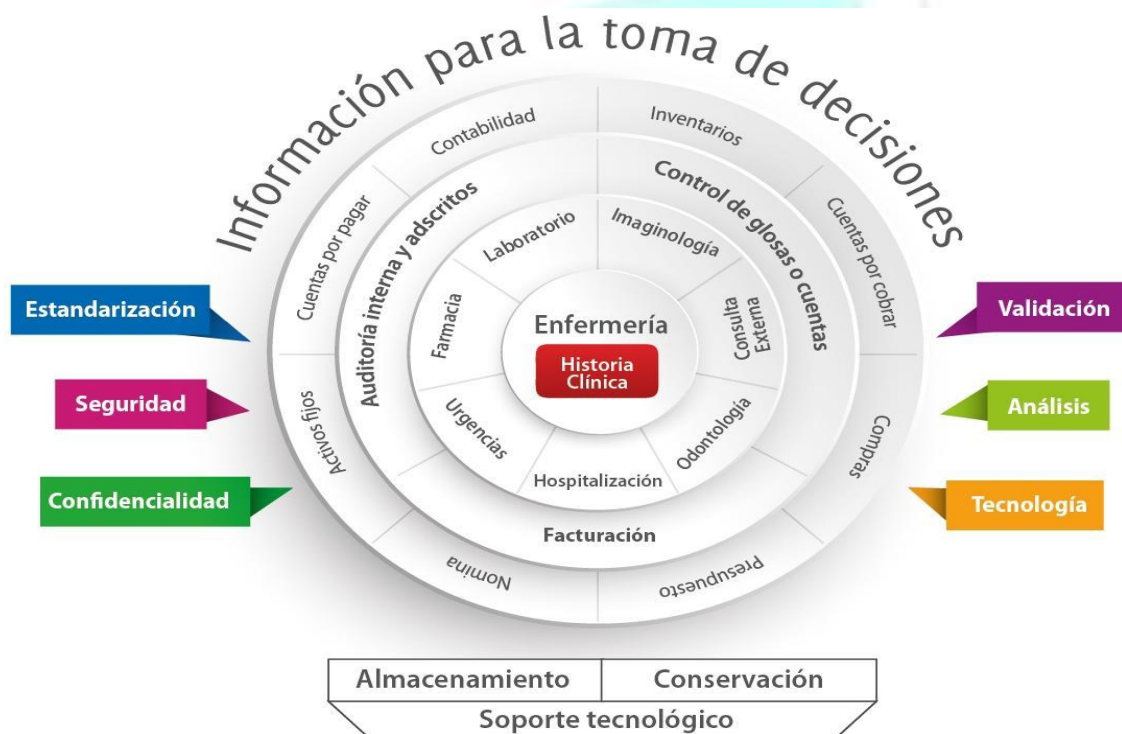 Información para la toma de decisiones
Contabilidad
Inventarios
Cuentas por pagar
Cuentas por cobrar
Activos fijos
Compras
Nomina
Presupuesto
Auditoría interna y adscritos
Control de glosas o cuentas
Facturación
Laboratorio
Imaginología
Farmacia
Consulta
Externa
Urgencias
Odontología
Hospitalización
Enfermería
Historia
Clínica
Estandarización
Seguridad
Confidencialidad
Validación
Análisis
Tecnología
Almacenamiento
Conservación
Soporte tecnológico